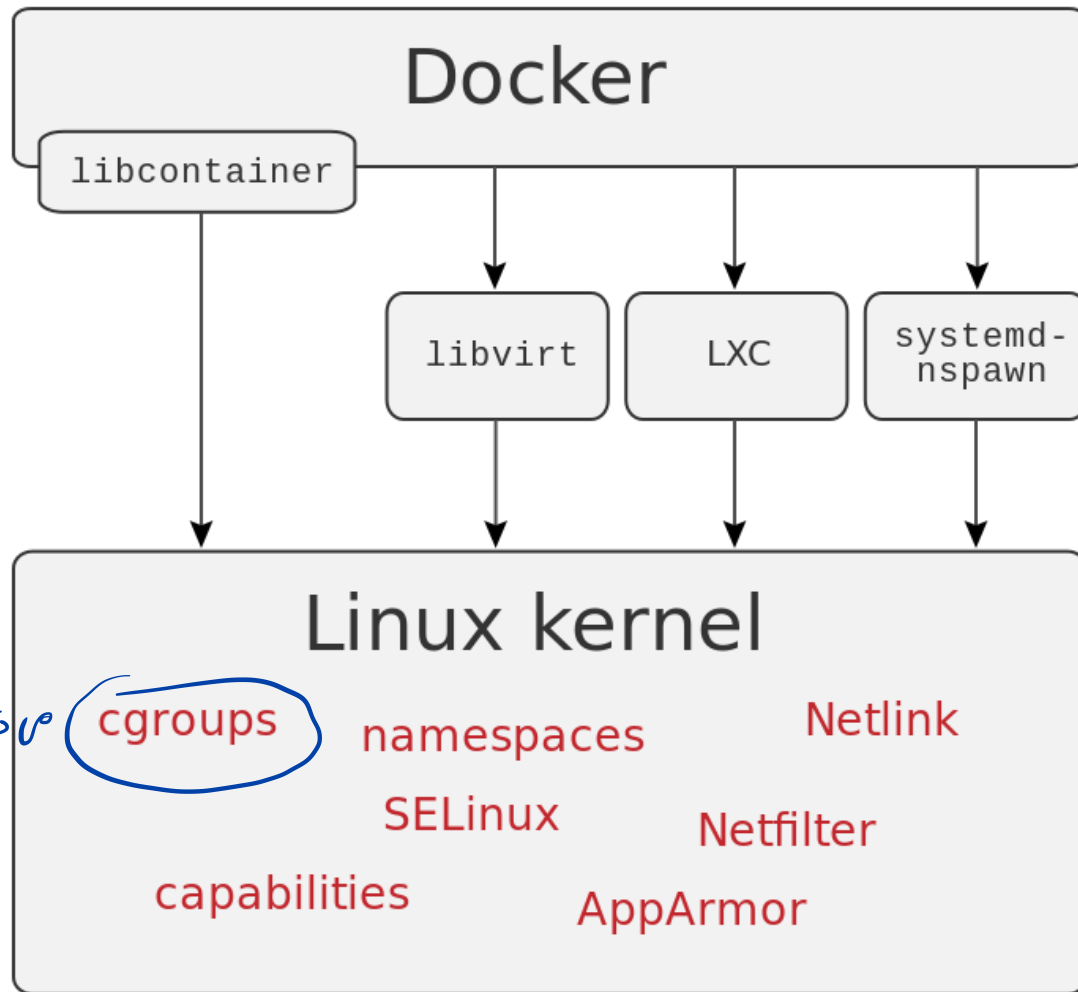 Docker
libcontainer
libvirt
LXC
systemd-
nspawn
Linux kernel
cgroups
namespaces
Netlink
SELinux
Netfilter
capabilities
AppArmor